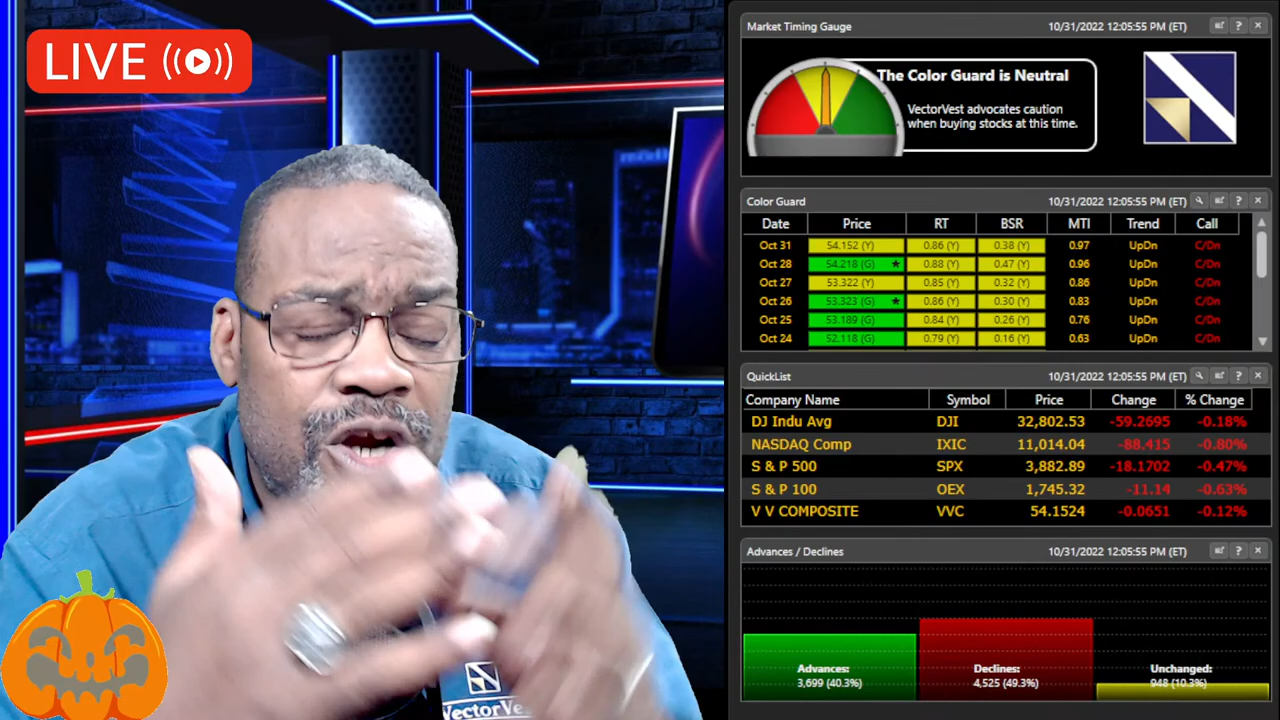 LIVE
Market Timing Gauge 10/31/2022 12:05:55 PM (ET) ?
The Color Guard is Neutral
VectorVest advocates caution
when buying stocks at this time.
Color Guard 10/31/2022 12:05:55 PM (ET) ?
Date Price RT BSR MTI Trend Call
Oct 31 54.152 (Y) 0.86 (Y) 0.38 (Y) 0.97 UpDn C/Dn
Oct 28 54.218 (G) ★ 0.88 (Y) 0.47 (Y) 0.96 UpDn C/Dn
Oct 27 53.322 (Y) 0.85 (Y) 0.32 (Y) 0.86 UpDn C/Dn
Oct 26 53.323 (G) ★ 0.86 (Y) 0.30 (Y) 0.83 UpDn C/Dn
Oct 25 53.189 (G) 0.84 (Y) 0.26 (Y) 0.76 UpDn C/Dn
Oct 24 52.118 (G) 0.79 (Y) 0.16 (Y) 0.63 UpDn C/Dn
QuickList 10/31/2022 12:05:55 PM (ET) ?
Company Name Symbol Price Change % Change
DJ Indu Avg DJI 32,802.53 -59.2695 -0.18%
NASDAQ Comp IXIC 11,014.04 -88.415 -0.80%
S & P 500 SPX 3,882.89 -18.1702 -0.47%
S & P 100 OEX 1,745.32 -11.14 -0.63%
V V COMPOSITE VVC 54.1524 -0.0651 -0.12%
Advances / Declines 10/31/2022 12:05:55 PM (ET) ?
Advances: Declines: Unchanged:
3,699 (40.3%) 4,525 (49.3%) 948 (10.3%)
VectorVes